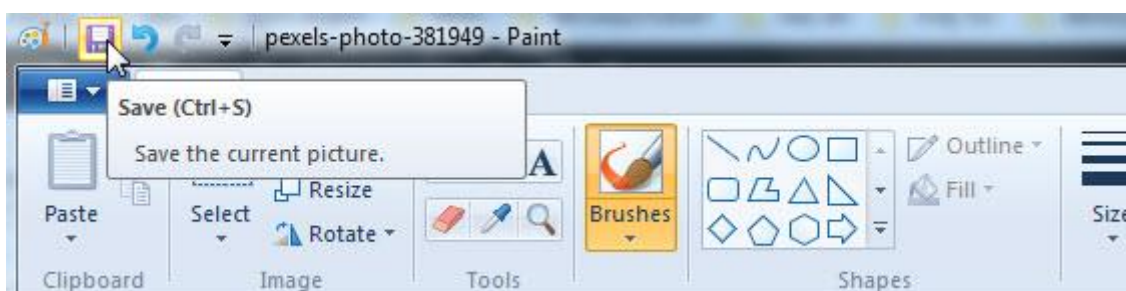 pexels-photo-381949 - Paint
Save (Ctrl+S)
Save the current picture.
A
Outline
Resize
Fill
Paste
Select
Brushes
Size
Rotate
Clipboard
Image
Tools
Shapes